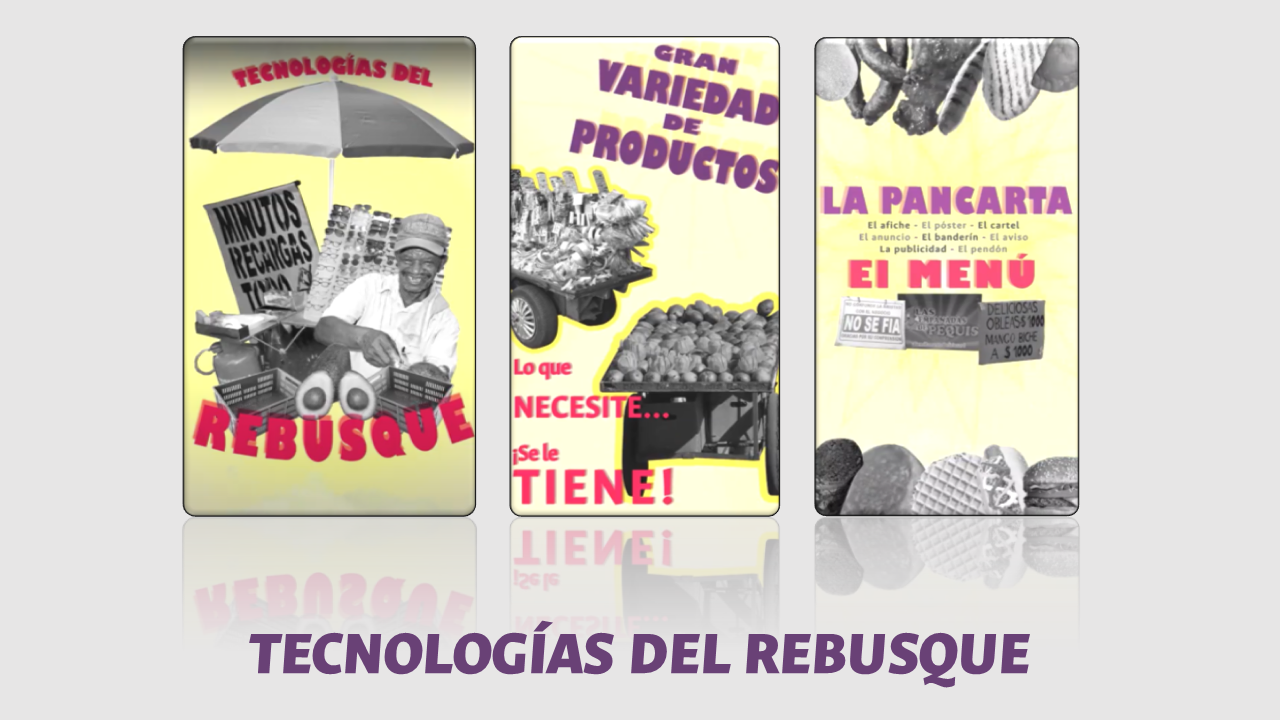 TECNOLOGÍAS DEL
MINUTOS
RECARGAS
TODO
REBUSQUE
GRAN
VARIEDAD
DE
PRODUCTOS
Lo que
NECESITE...
¡Se le
TIENE!
LA PANCARTA
El afiche - El póster - El cartel
El anuncio - El banderín - El aviso
La publicidad - El pendón
El MENÚ
NO SE FIA
DELICIOSAS
OBLEAS $1000
MANGO BICHE
A $1000
TECNOLOGÍAS DEL REBUSQUE